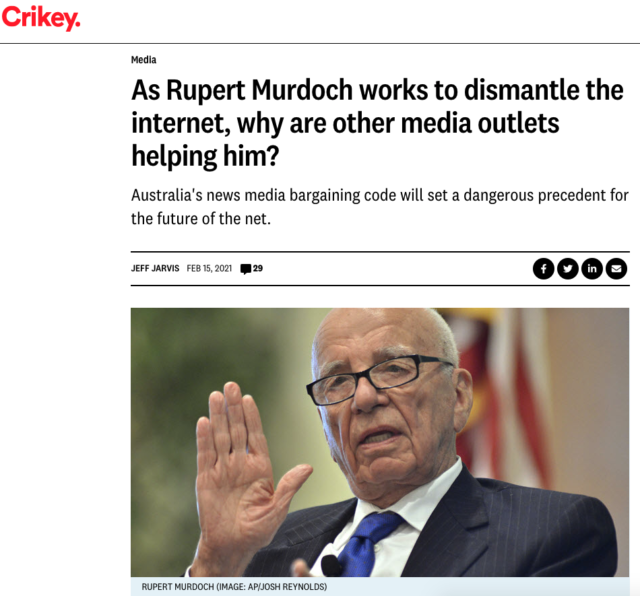 Crikey.
Media
As Rupert Murdoch works to dismantle the
internet, why are other media outlets
helping him?
Australia's news media bargaining code will set a dangerous precedent for
the future of the net.
JEFF JARVIS FEB 15, 2021 29
RUPERT MURDOCH (IMAGE: AP/JOSH REYNOLDS)